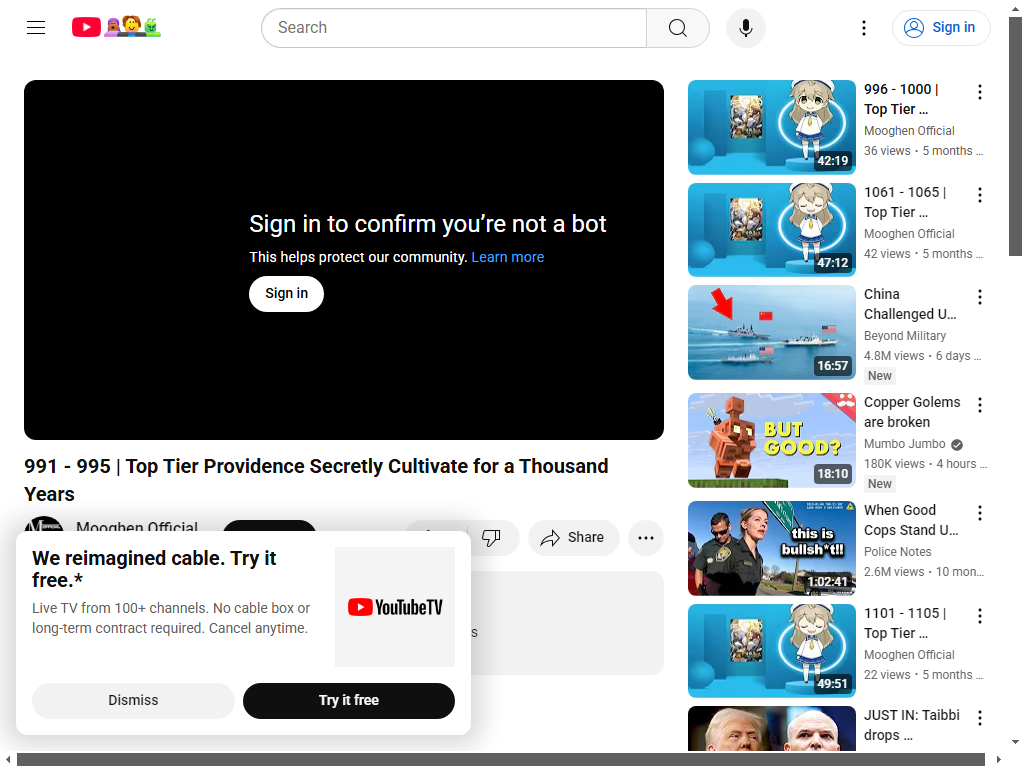 Search
Sign in
Sign in to confirm you’re not a bot
This helps protect our community. Learn more
Sign in
991 - 995 | Top Tier Providence Secretly Cultivate for a Thousand
Years
Mooghen Official
Share
We reimagined cable. Try it
free.*
Live TV from 100+ channels. No cable box or
long-term contract required. Cancel anytime.
YouTubeTV
Dismiss
Try it free
996 - 1000 |
Top Tier ...
Mooghen Official
36 views • 5 months ...
42:19
1061 - 1065 |
Top Tier ...
Mooghen Official
42 views • 5 months ...
47:12
China
Challenged U...
Beyond Military
4.8M views • 6 days ...
New
16:57
Copper Golems
are broken
Mumbo Jumbo
180K views • 4 hours ...
New
BUT
GOOD?
18:10
When Good
Cops Stand U...
Police Notes
2.6M views • 10 mon...
this is
bullsh*t!!
1:02:41
1101 - 1105 |
Top Tier ...
Mooghen Official
22 views • 5 months ...
49:51
JUST IN: Taibbi
drops ...